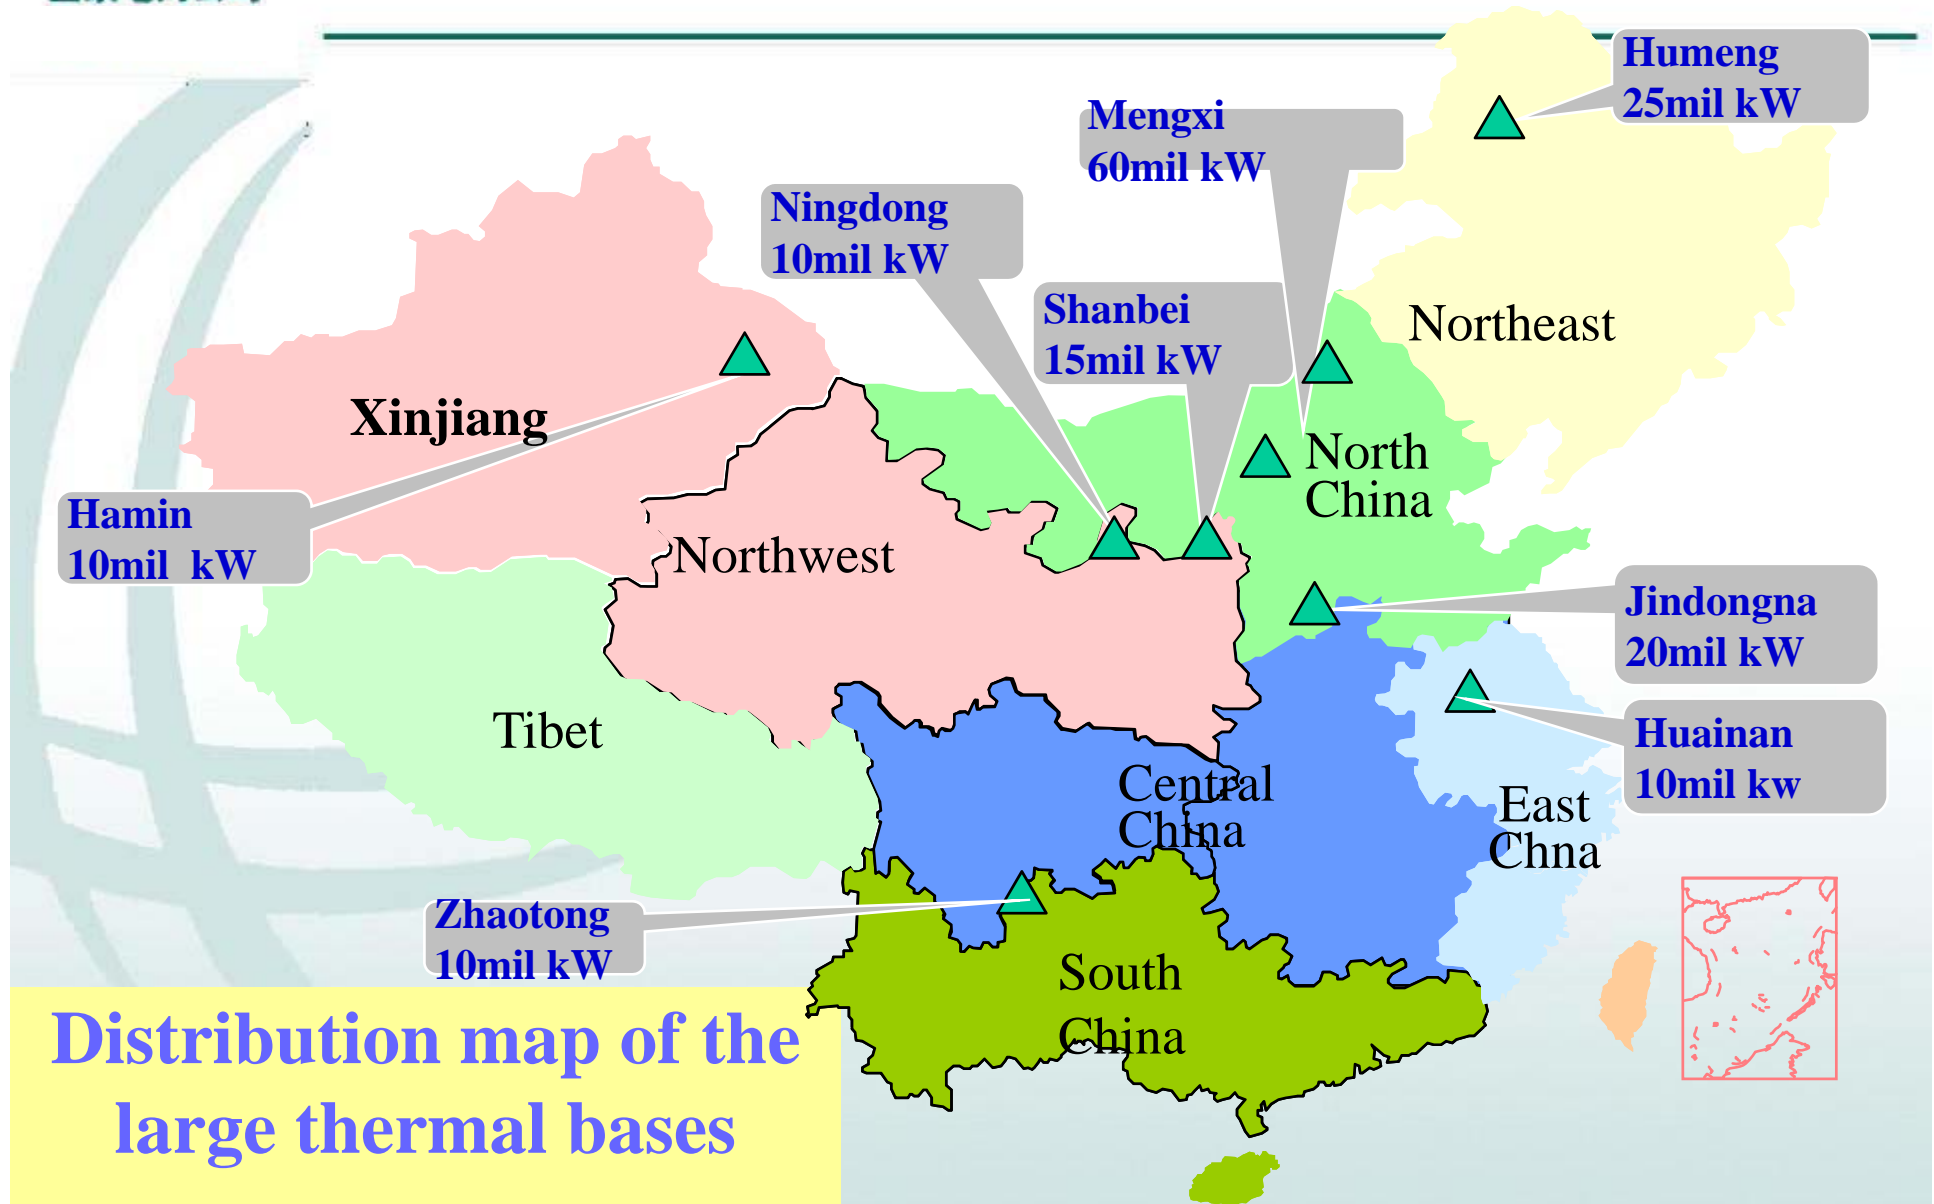 Humeng
25mil kW
Mengxi
60mil kW
Ningdong
10mil kW
Shanbei
15mil kW
Northeast
Xinjiang
North
China
Hamin
10mil  kW
Northwest
Jindongna
20mil kW
Tibet
Huainan
10mil kw
Central
China
East
Chna
Zhaotong
10mil kW
South
China
Distribution map of the
large thermal bases